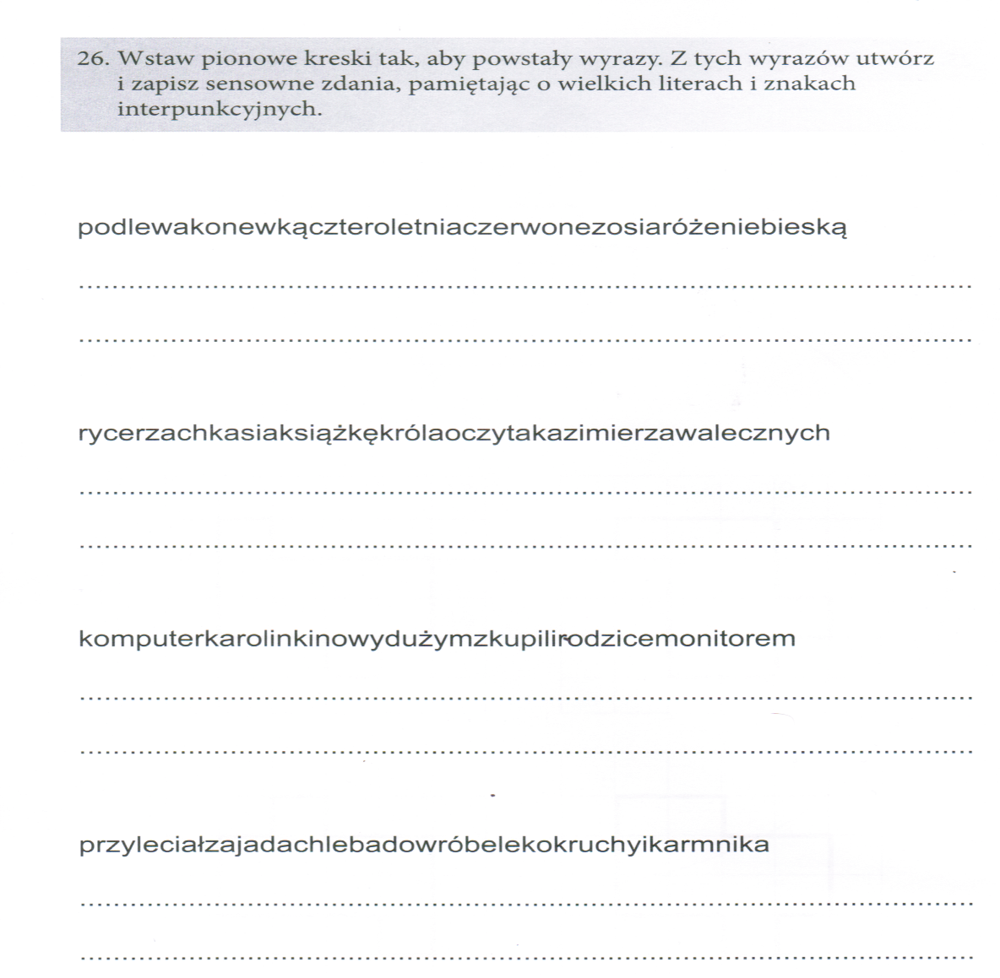 26. Wstaw pionowe kreski tak, aby powstały wyrazy. Z tych wyrazów utwórz
i zapisz sensowne zdania, pamiętając o wielkich literach i znakach
interpunkcyjnych.
podlewakonewkączteroletniaczerwonezosiaróżeniebieską
rycerzachkasiaksiążkękrólaoczytakazimierzawalecznych
komputerkarolinkinowydużymzkupilirodzicemonitorem
przyleciałzajadachlebadowróbelekokruchyikarmnika